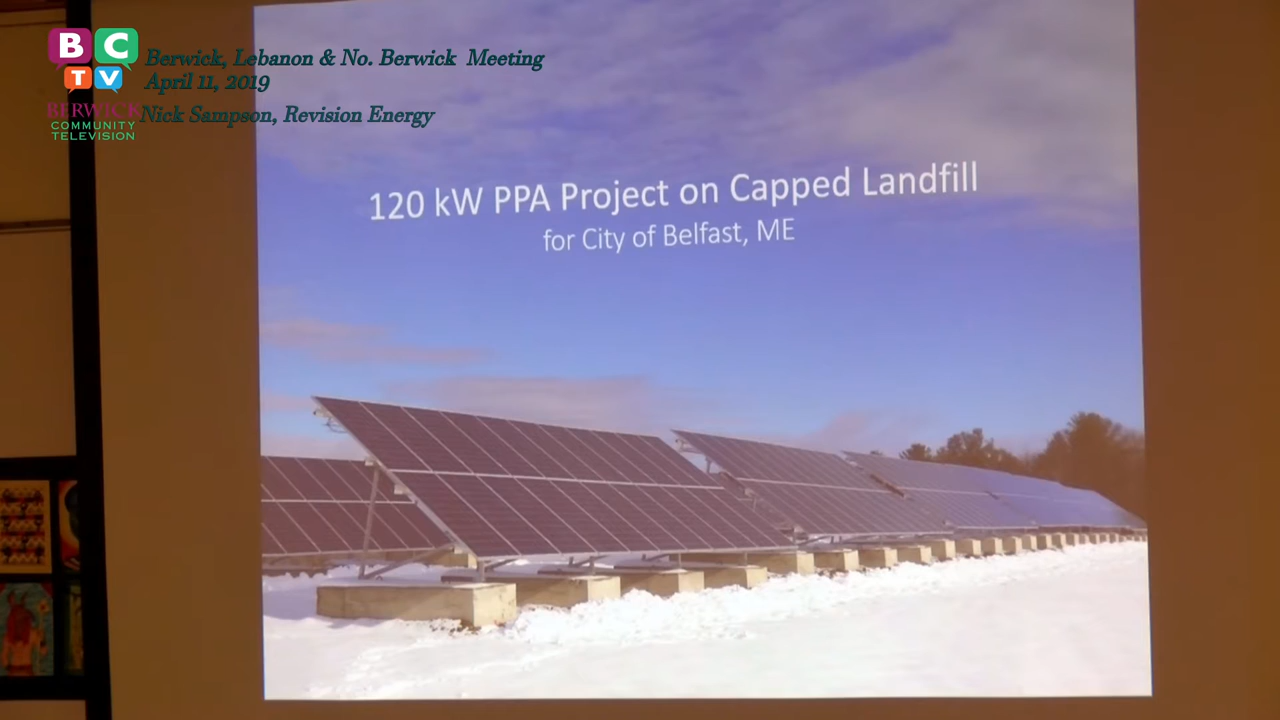 BCTV
BERWICK
COMMUNITY
TELEVISION
Berwick, Lebanon & No. Berwick Meeting
April 11, 2019
Nick Sampson, Revision Energy
120 kW PPA Project on Capped Landfill
for City of Belfast, ME